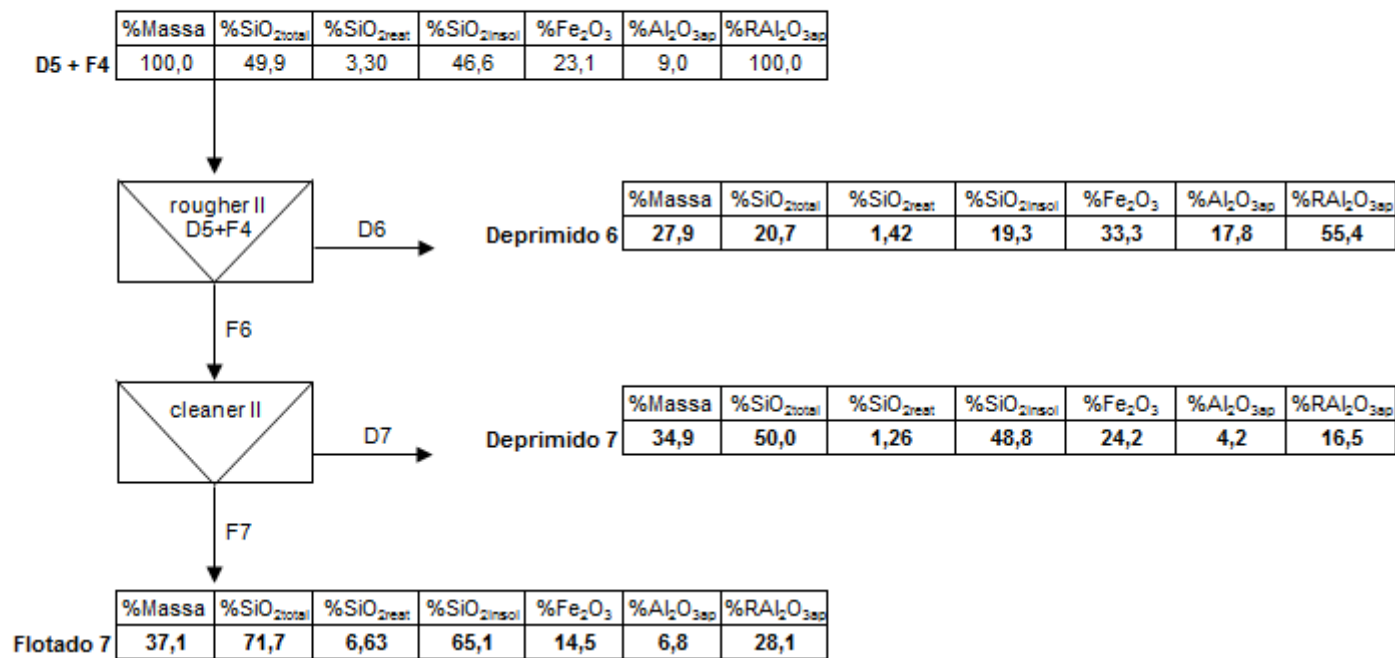 %Massa %SiO₂total %SiO₂reat %SiO₂insol %Fe₂O₃ %Al₂O₃ap %RAl₂O₃ap
D5 + F4 100,0 49,9 3,30 46,6 23,1 9,0 100,0
rougher II
D5+F4
D6
%Massa %SiO₂total %SiO₂reat %SiO₂insol %Fe₂O₃ %Al₂O₃ap %RAl₂O₃ap
Deprimido 6 27,9 20,7 1,42 19,3 33,3 17,8 55,4
F6
cleaner II
D7
%Massa %SiO₂total %SiO₂reat %SiO₂insol %Fe₂O₃ %Al₂O₃ap %RAl₂O₃ap
Deprimido 7 34,9 50,0 1,26 48,8 24,2 4,2 16,5
F7
%Massa %SiO₂total %SiO₂reat %SiO₂insol %Fe₂O₃ %Al₂O₃ap %RAl₂O₃ap
Flotado 7 37,1 71,7 6,63 65,1 14,5 6,8 28,1